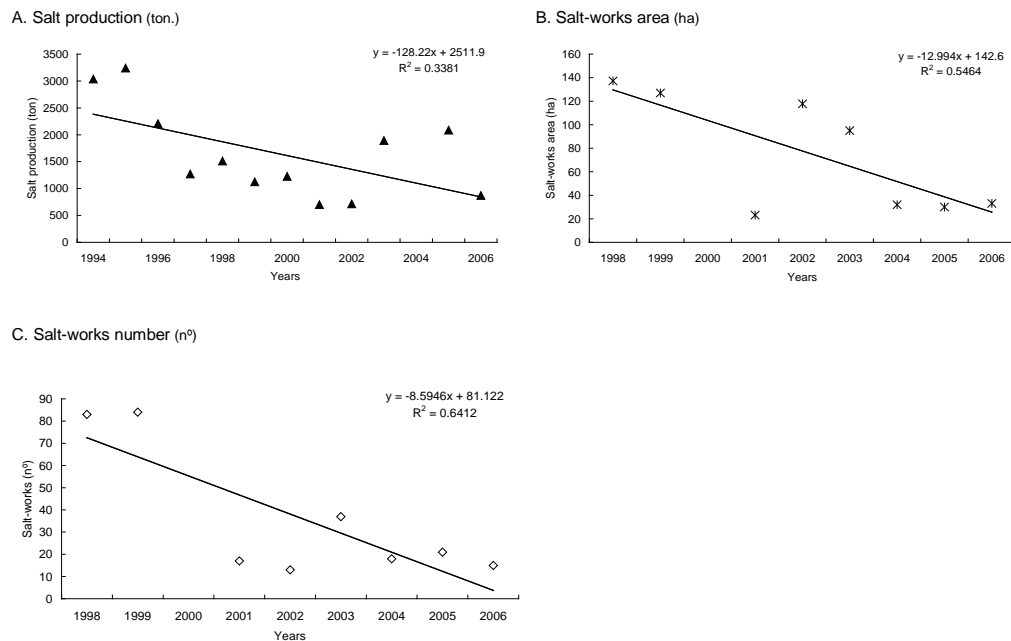 A. Salt production (ton.)
y = -128.22x + 2511.9
R² = 0.3381
3500
3000
2500
2000
1500
1000
500
0
Salt production (ton)
1994 1996 1998 2000 2002 2004 2006
Years
B. Salt-works area (ha)
y = -12.994x + 142.6
R² = 0.5464
160
140
120
100
80
60
40
20
0
Salt-works area (ha)
1998 1999 2000 2001 2002 2003 2004 2005 2006
Years
C. Salt-works number (nº)
y = -8.5946x + 81.122
R² = 0.6412
90
80
70
60
50
40
30
20
10
0
Salt-works (nº)
1998 1999 2000 2001 2002 2003 2004 2005 2006
Years